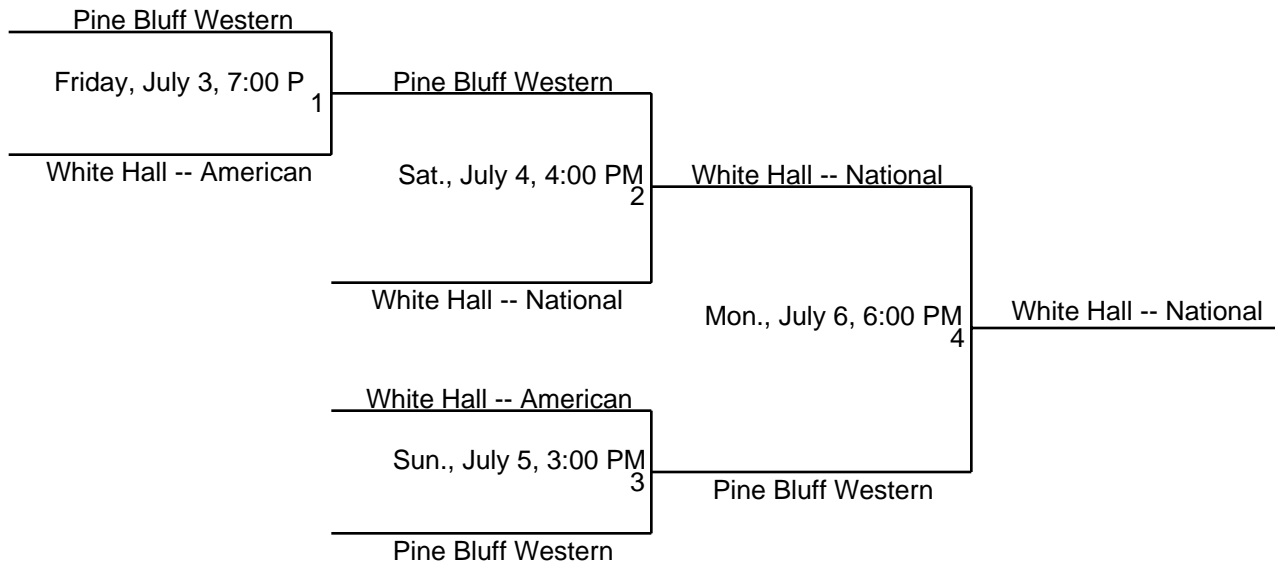 Pine Bluff Western
Friday, July 3, 7:00 P
1
White Hall -- American
Pine Bluff Western
Sat., July 4, 4:00 PM
2
White Hall -- National
White Hall -- National
Mon., July 6, 6:00 PM
4
White Hall -- National
White Hall -- American
Sun., July 5, 3:00 PM
3
Pine Bluff Western
Pine Bluff Western